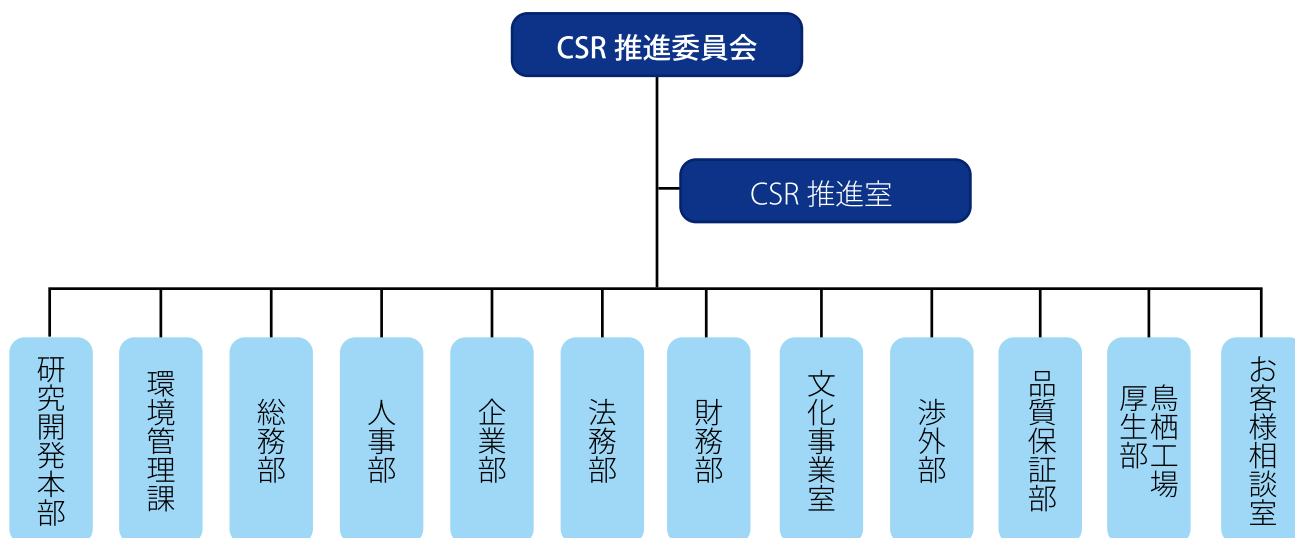 CSR 推進委員会
CSR 推進室
研究開発本部
環境管理課
総務部
人事部
企業部
法務部
財務部
文化事業室
渉外部
品質保証部
鳥栖工場
厚生部
お客様相談室